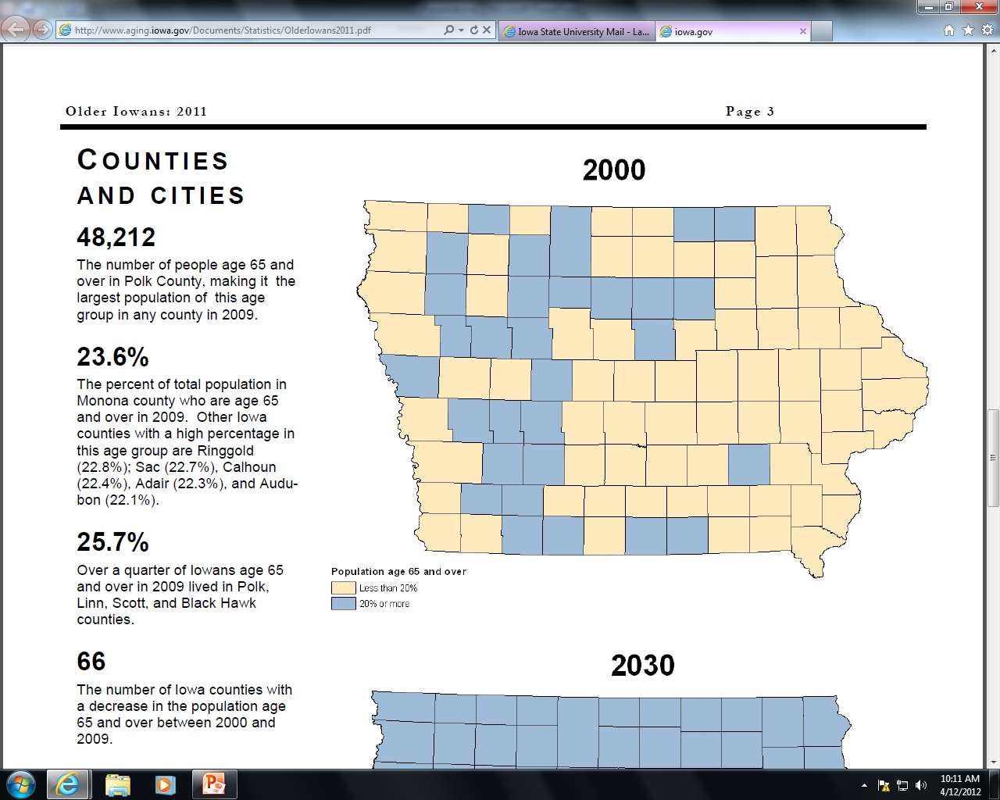 http://www.aging.iowa.gov/Documents/Statistics/OlderIowans2011.pdf
Iowa State University Mail - La...
iowa.gov
Older Iowans: 2011
Page 3
COUNTIES
AND CITIES
48,212
The number of people age 65 and
over in Polk County, making it the
largest population of this age
group in any county in 2009.
23.6%
The percent of total population in
Monona county who are age 65
and over in 2009. Other Iowa
counties with a high percentage in
this age group are Ringgold
(22.8%); Sac (22.7%), Calhoun
(22.4%), Adair (22.3%), and Audu-
bon (22.1%).
25.7%
Over a quarter of Iowans age 65
and over in 2009 lived in Polk,
Linn, Scott, and Black Hawk
counties.
66
The number of Iowa counties with
a decrease in the population age
65 and over between 2000 and
2009.
2000
Population age 65 and over
Less than 20%
20% or more
2030
10:11 AM
4/12/2012